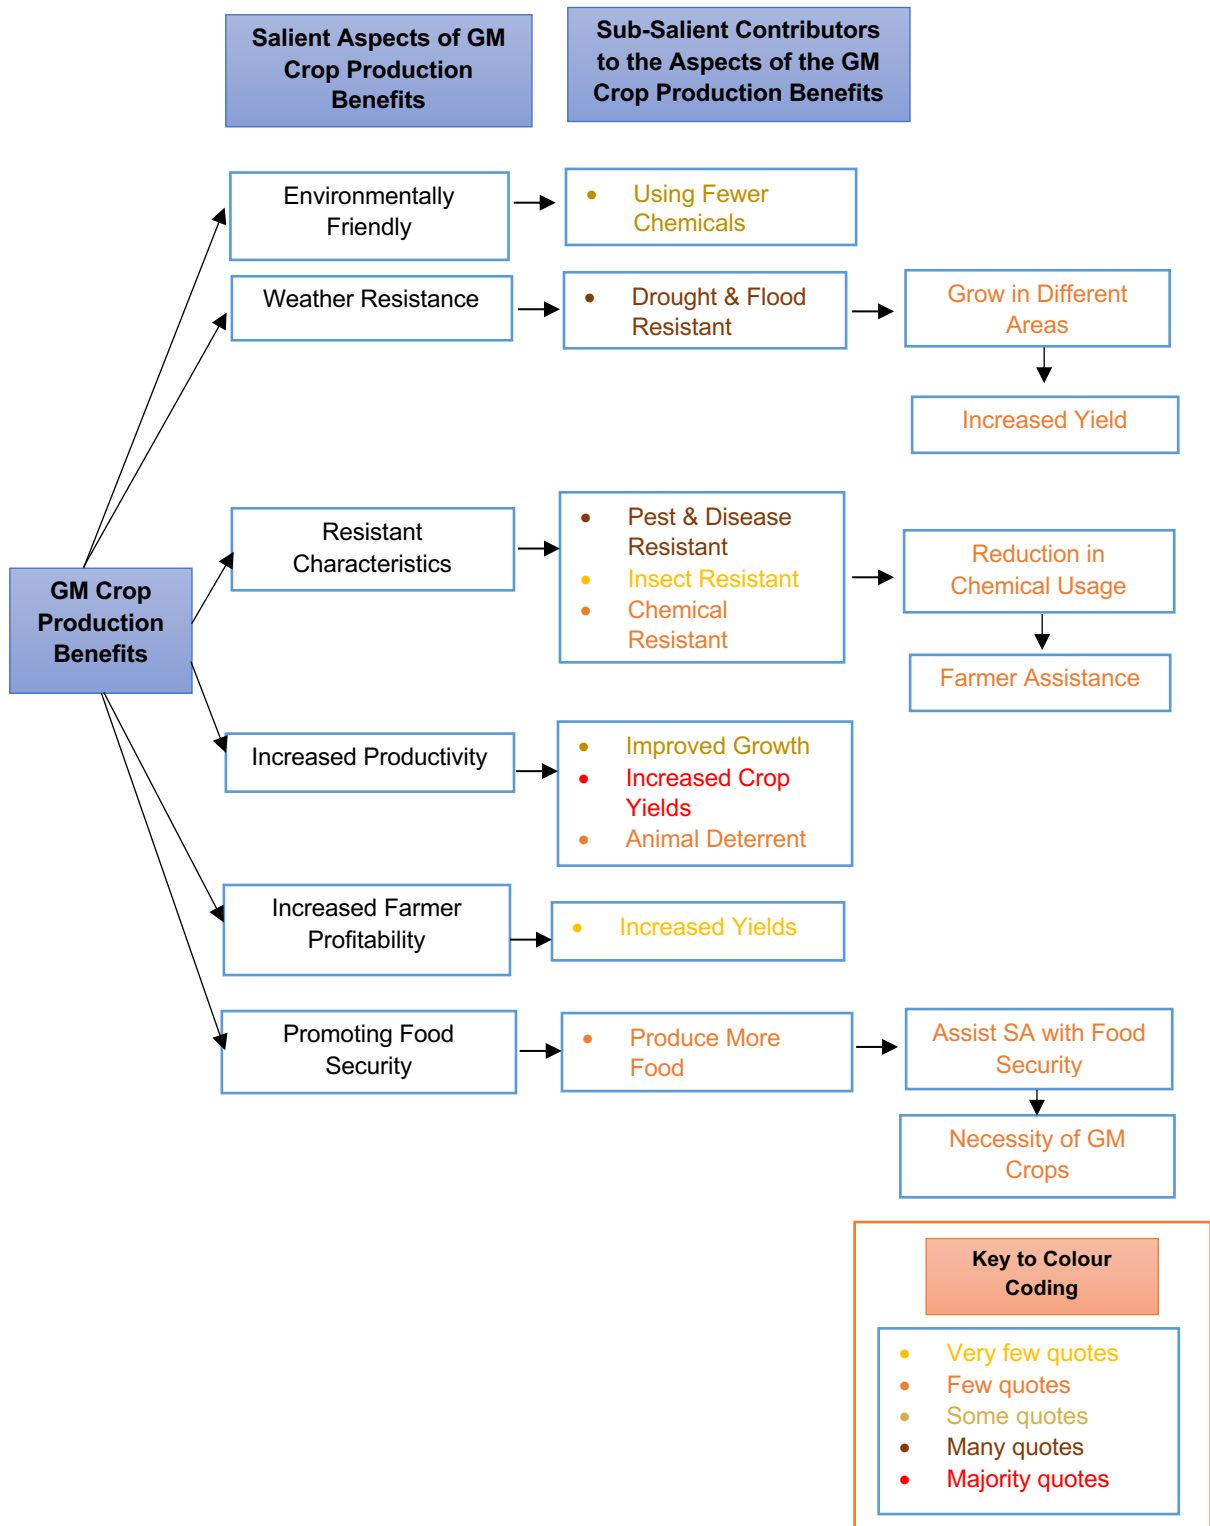 Salient Aspects of GM
Crop Production
Benefits
Sub-Salient Contributors
to the Aspects of the GM
Crop Production Benefits
GM Crop
Production
Benefits
Environmentally
Friendly
• Using Fewer
Chemicals
Weather Resistance
• Drought & Flood
Resistant
Grow in Different
Areas
Increased Yield
Resistant
Characteristics
• Pest & Disease
Resistant
• Insect Resistant
• Chemical
Resistant
Reduction in
Chemical Usage
Farmer Assistance
Increased Productivity
• Improved Growth
• Increased Crop
Yields
• Animal Deterrent
Increased Farmer
Profitability
• Increased Yields
Promoting Food
Security
• Produce More
Food
Assist SA with Food
Security
Necessity of GM
Crops
Key to Colour
Coding
• Very few quotes
• Few quotes
• Some quotes
• Many quotes
• Majority quotes